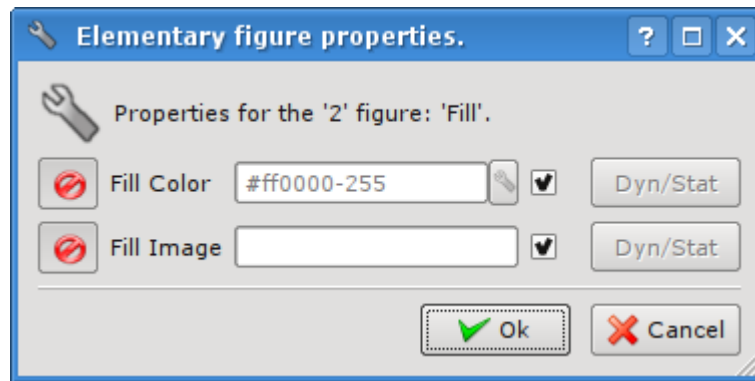 Elementary figure properties.
?
Properties for the '2' figure: 'Fill'.
Fill Color #ff0000-255 Dyn/Stat
Fill Image Dyn/Stat
Ok Cancel